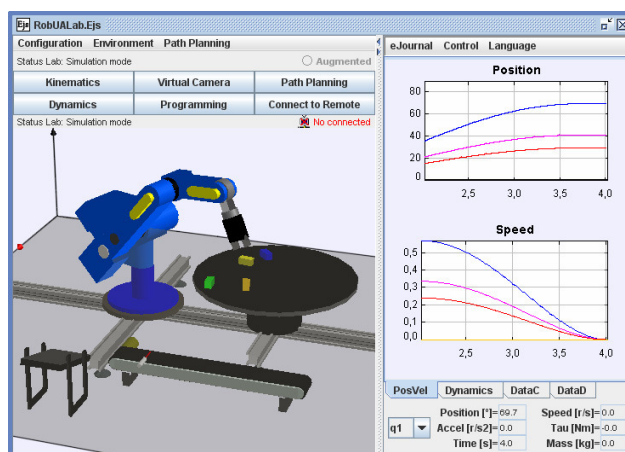 RobUALab.Ejs
Configuration Environment Path Planning
Status Lab: Simulation mode Augmented
Kinematics Virtual Camera Path Planning
Dynamics Programming Connect to Remote
Status Lab: Simulation mode No connected
eJournal Control Language
Position
80
60
40
20
0
2,5 3,0 3,5 4,0
Speed
0,5
0,4
0,3
0,2
0,1
0,0
2,5 3,0 3,5 4,0
PosVel Dynamics DataC DataD
q1
Position [°]= 69.7 Speed [r/s]= 0.0
Accel [r/s2]= 0.0 Tau [Nm]= -0.0
Time [s]= 4.0 Mass [kg]= 0.0